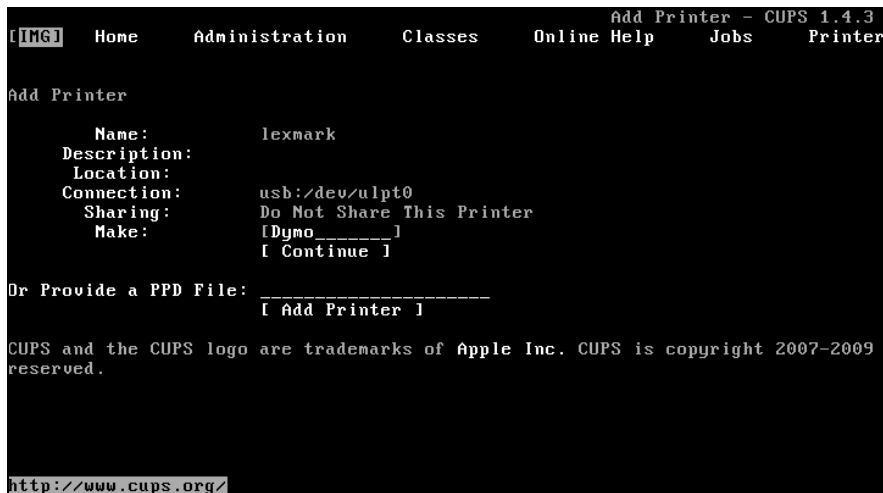 Add Printer - CUPS 1.4.3
[IMG] Home Administration Classes Online Help Jobs Printer
Add Printer
Name: lexmark
Description:
Location:
Connection: usb:/dev/ulpt0
Sharing: Do Not Share This Printer
Make: [Dymo_______]
[ Continue ]
Or Provide a PPD File: _____________________
[ Add Printer ]
CUPS and the CUPS logo are trademarks of Apple Inc. CUPS is copyright 2007-2009
reserved.
http://www.cups.org/